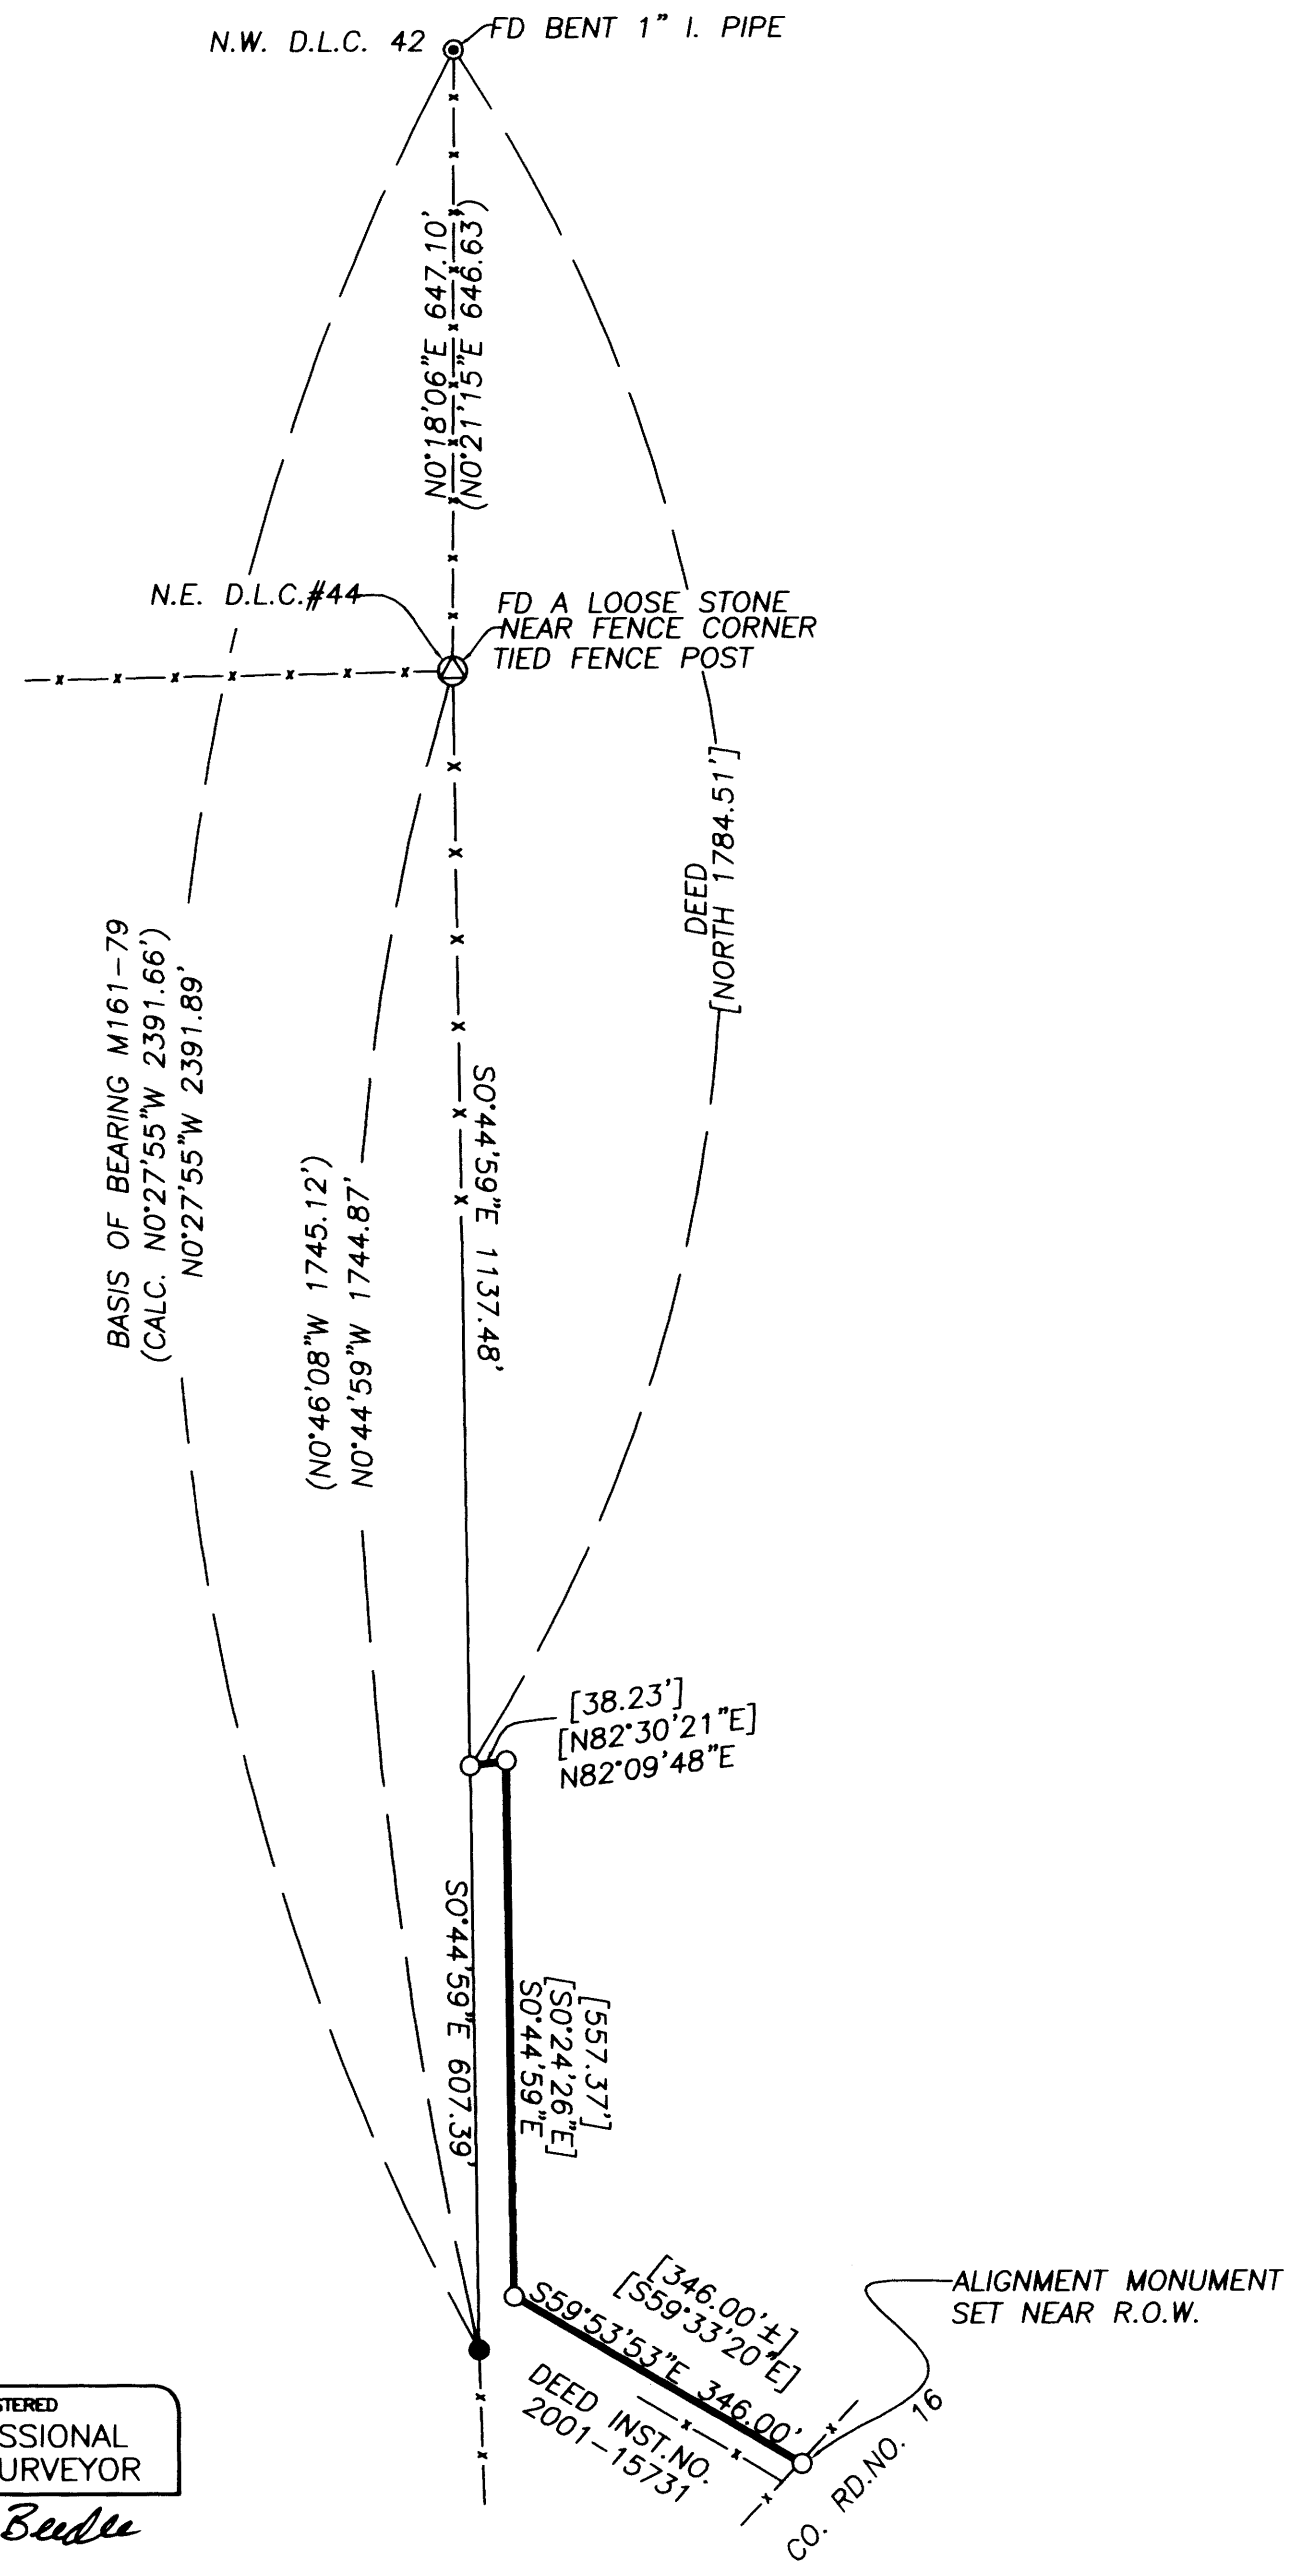 N.W. D.L.C. 42
FD BENT 1" I. PIPE
N0°18'06"E 647.10'
(N0°21'15"E 646.63')
N.E. D.L.C.#44
FD A LOOSE STONE
NEAR FENCE CORNER
TIED FENCE POST
DEED
[NORTH 1784.51']
BASIS OF BEARING M161-79
(CALC. N0°27'55"W 2391.66')
N0°27'55"W 2391.89'
(N0°46'08"W 1745.12')
N0°44'59"W 1744.87'
S0°44'59"E 1137.48'
[38.23']
[N82°30'21"E]
N82°09'48"E
S0°44'59"E 607.39'
[557.37']
[S0°24'26"E]
S0°44'59"E
[346.00'±]
[S59°33'20"E]
S59°53'53"E 346.00'
DEED INST.NO.
2001-15731
ALIGNMENT MONUMENT
SET NEAR R.O.W.
CO. RD.NO. 16
STERED
SSIONAL
URVEYOR
Beedle